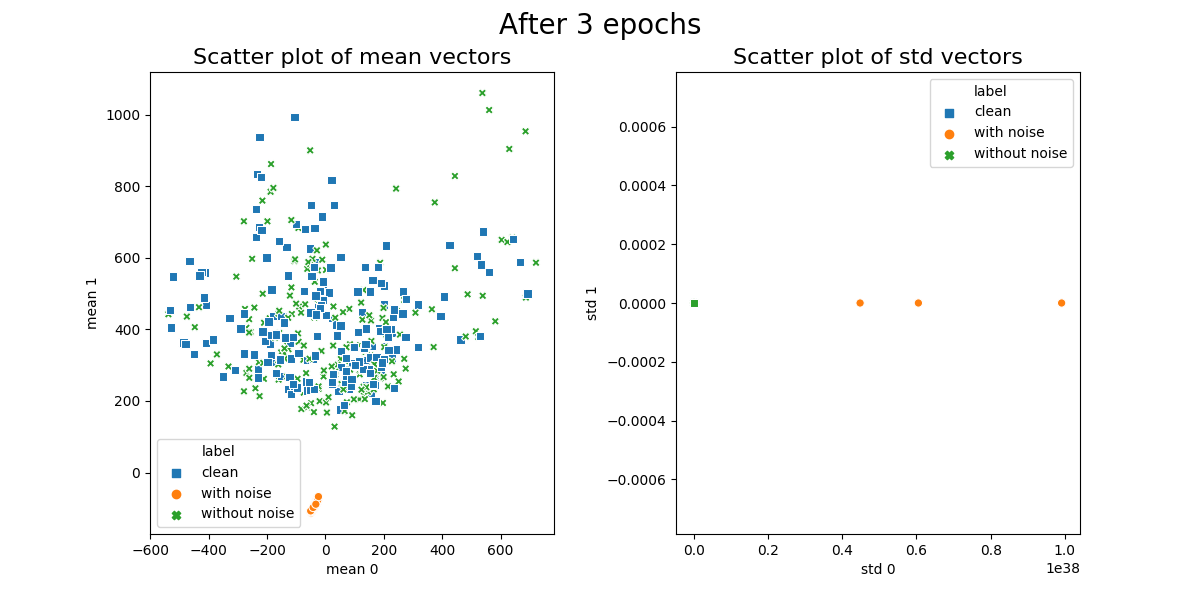 After 3 epochs
Scatter plot of mean vectors
1000
800
600
400
200
0
mean 1
label
clean
with noise
without noise
−600
−400
−200
0
200
400
600
mean 0
Scatter plot of std vectors
label
clean
with noise
without noise
0.0006
0.0004
0.0002
0.0000
−0.0002
−0.0004
−0.0006
std 1
0.0
0.2
0.4
0.6
0.8
1.0
1e38
std 0